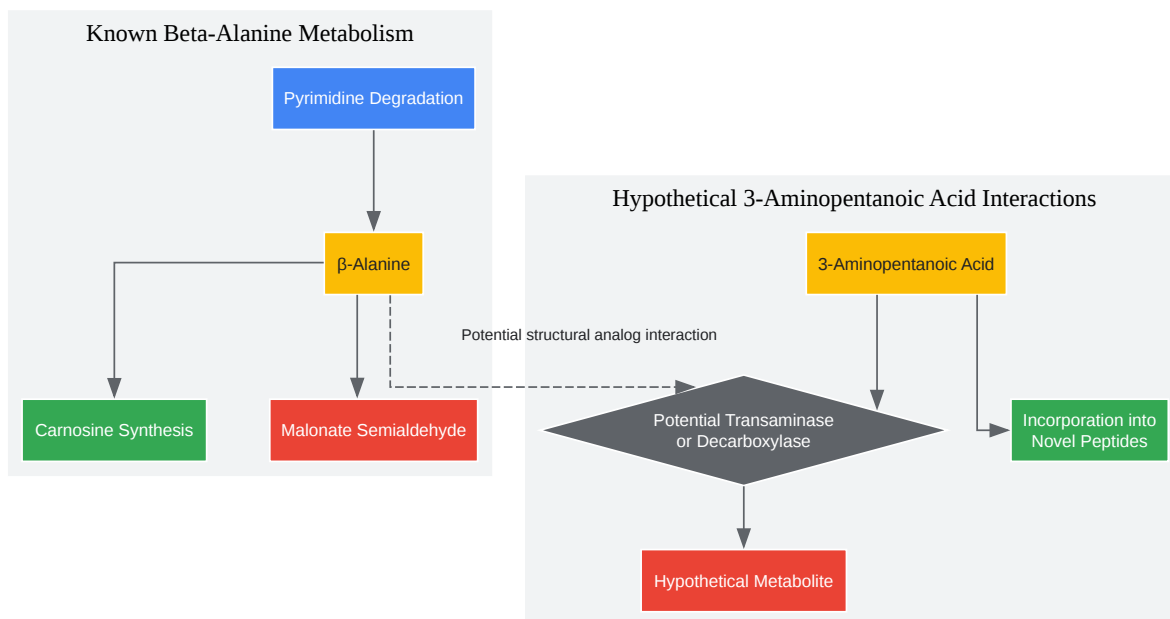 Known Beta-Alanine Metabolism
Pyrimidine Degradation
β-Alanine
Carnosine Synthesis
Malonate Semialdehyde
Potential structural analog interaction
Hypothetical 3-Aminopentanoic Acid Interactions
3-Aminopentanoic Acid
Potential Transaminase
or Decarboxylase
Incorporation into
Novel Peptides
Hypothetical Metabolite